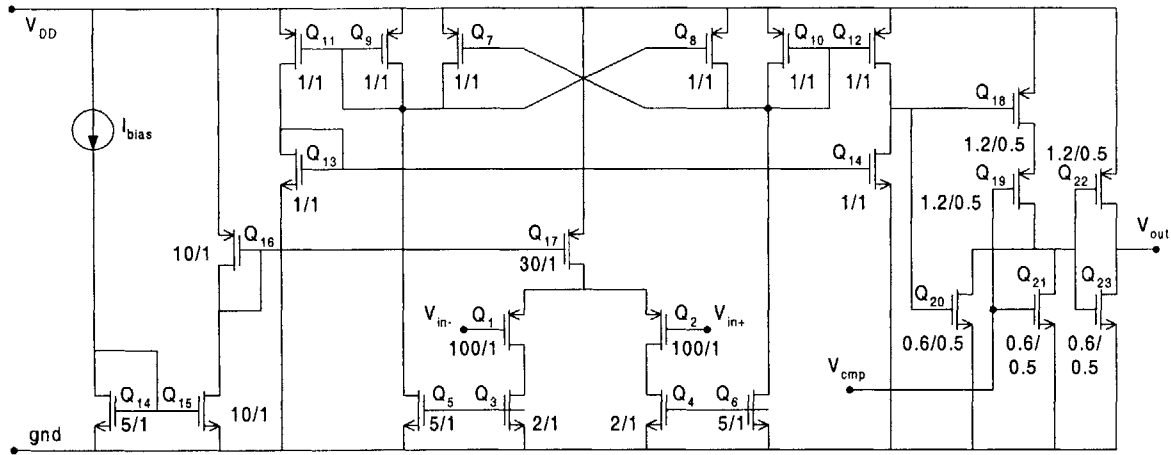 V_DD
Q_11
Q_9
Q_7
Q_8
Q_10
Q_12
1/1
1/1
1/1
1/1
1/1
1/1
Q_18
I_bias
1.2/0.5
1.2/0.5
Q_13
Q_14
Q_19
Q_22
1/1
1/1
1.2/0.5
Q_16
Q_17
V_out
10/1
30/1
Q_21
Q_23
Q_20
V_in-
Q_1
Q_2
V_in+
100/1
100/1
0.6/0.5
0.6/
0.5
0.6/
0.5
V_cmp
Q_14
Q_15
Q_5
Q_3
Q_4
Q_6
5/1
10/1
5/1
2/1
2/1
5/1
gnd